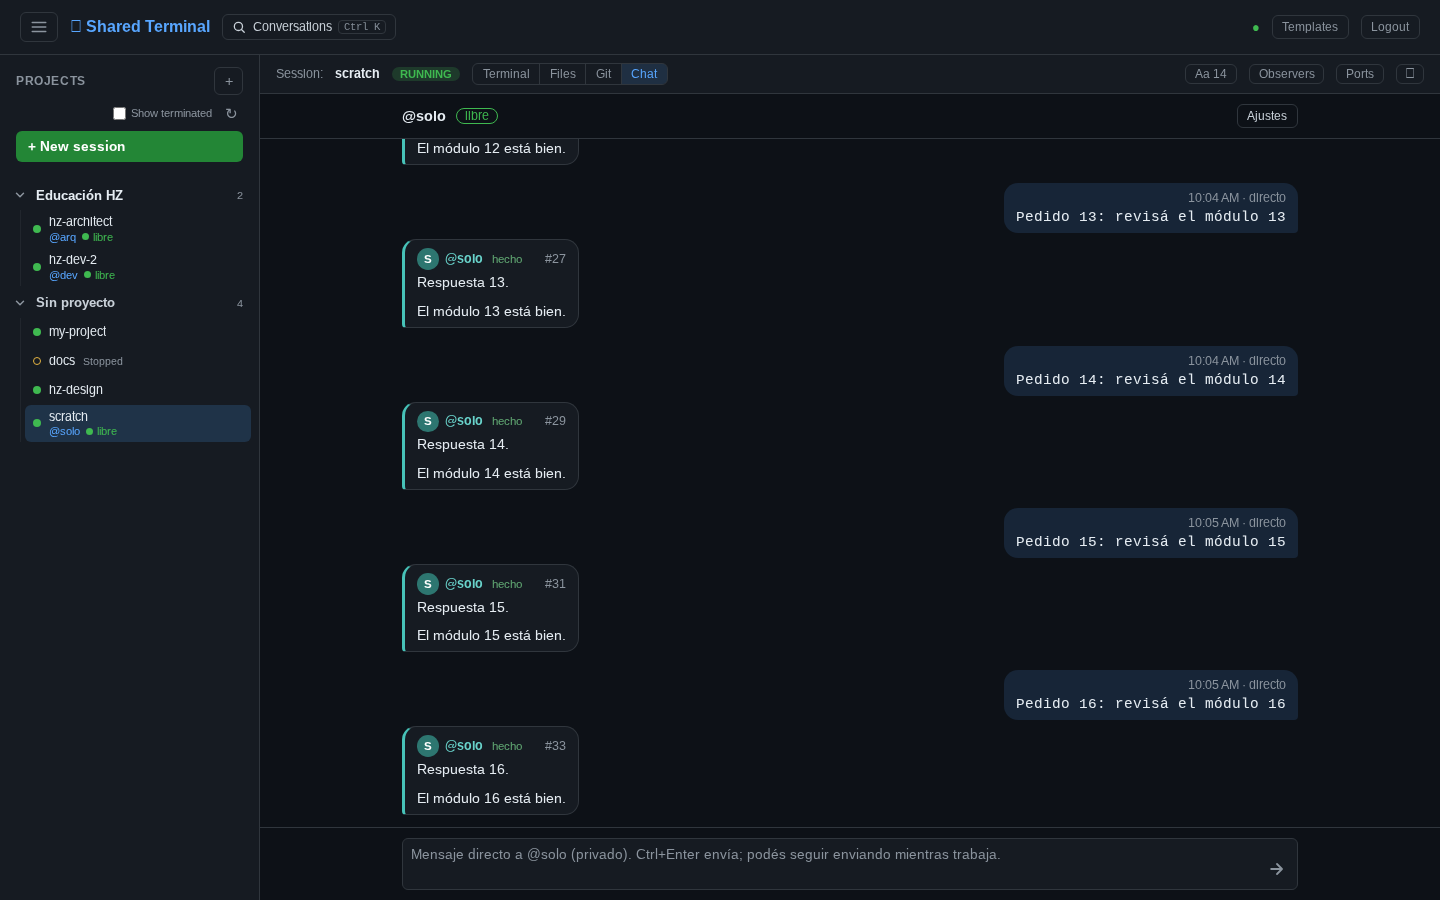 Shared Terminal
Conversations Ctrl K
Templates
Logout
PROJECTS
+
Show terminated
+ New session
Educación HZ 2
hz-architect
@arq libre
hz-dev-2
@dev libre
Sin proyecto 4
my-project
docs Stopped
hz-design
scratch
@solo libre
Session: scratch RUNNING Terminal Files Git Chat
Aa 14 Observers Ports
@solo libre Ajustes
El módulo 12 está bien.
10:04 AM · directo
Pedido 13: revisá el módulo 13
S @solo hecho #27
Respuesta 13.
El módulo 13 está bien.
10:04 AM · directo
Pedido 14: revisá el módulo 14
S @solo hecho #29
Respuesta 14.
El módulo 14 está bien.
10:05 AM · directo
Pedido 15: revisá el módulo 15
S @solo hecho #31
Respuesta 15.
El módulo 15 está bien.
10:05 AM · directo
Pedido 16: revisá el módulo 16
S @solo hecho #33
Respuesta 16.
El módulo 16 está bien.
Mensaje directo a @solo (privado). Ctrl+Enter envía; podés seguir enviando mientras trabaja.